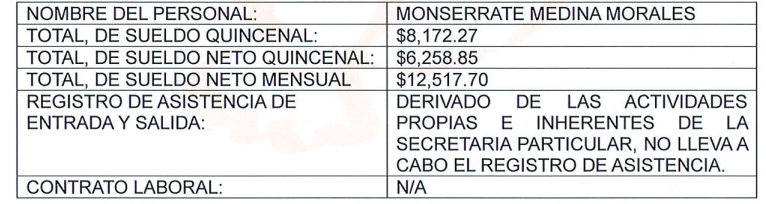 NOMBRE DEL PERSONAL: MONSERRATE MEDINA MORALES
TOTAL, DE SUELDO QUINCENAL: $8,172.27
TOTAL, DE SUELDO NETO QUINCENAL: $6,258.85
TOTAL, DE SUELDO NETO MENSUAL $12,517.70
REGISTRO DE ASISTENCIA DE
ENTRADA Y SALIDA:
DERIVADO DE LAS ACTIVIDADES
PROPIAS E INHERENTES DE LA
SECRETARIA PARTICULAR, NO LLEVA A
CABO EL REGISTRO DE ASISTENCIA.
CONTRATO LABORAL: N/A